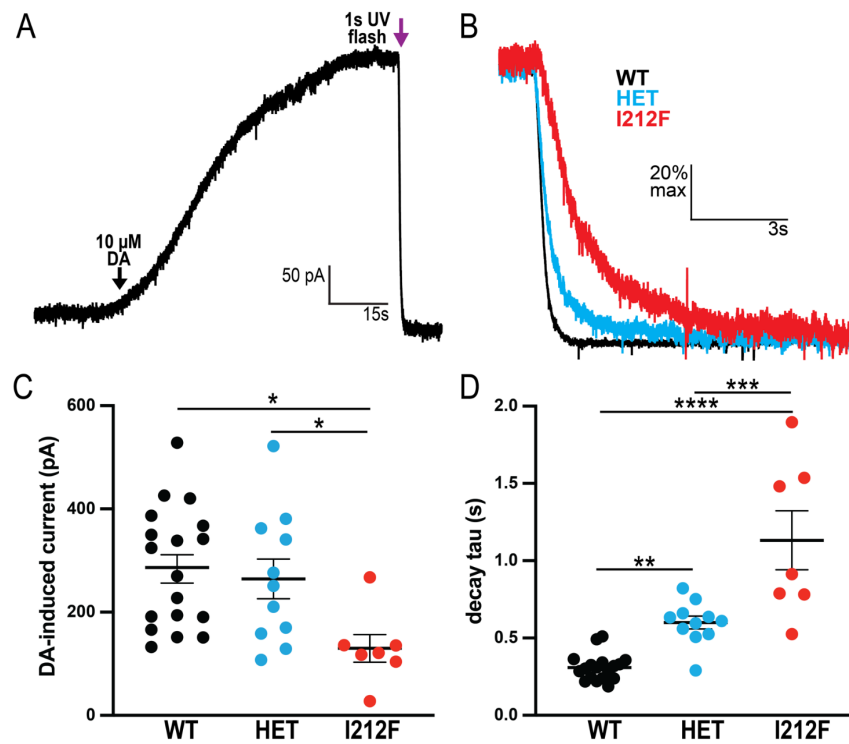 A
1s UV
flash
10 µM
DA
50 pA
15s
B
WT
HET
I212F
20%
max
3s
C
600
400
200
0
DA-induced current (pA)
*
*
WT
HET
I212F
D
2.0
1.5
1.0
0.5
0
decay tau (s)
***
****
**
WT
HET
I212F